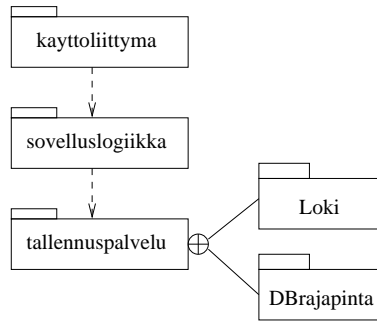 kayttoliittyma
sovelluslogiikka
tallennuspalvelu
Loki
DBrajapinta